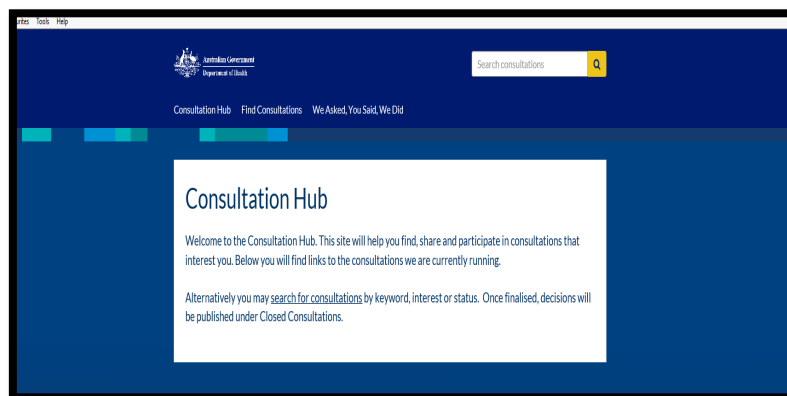 Tools Help
Australian Government
Department of Health
Search consultations
Consultation Hub Find Consultations We Asked, You Said, We Did
Consultation Hub
Welcome to the Consultation Hub. This site will help you find, share and participate in consultations that
interest you. Below you will find links to the consultations we are currently running.
Alternatively you may search for consultations by keyword, interest or status. Once finalised, decisions will
be published under Closed Consultations.